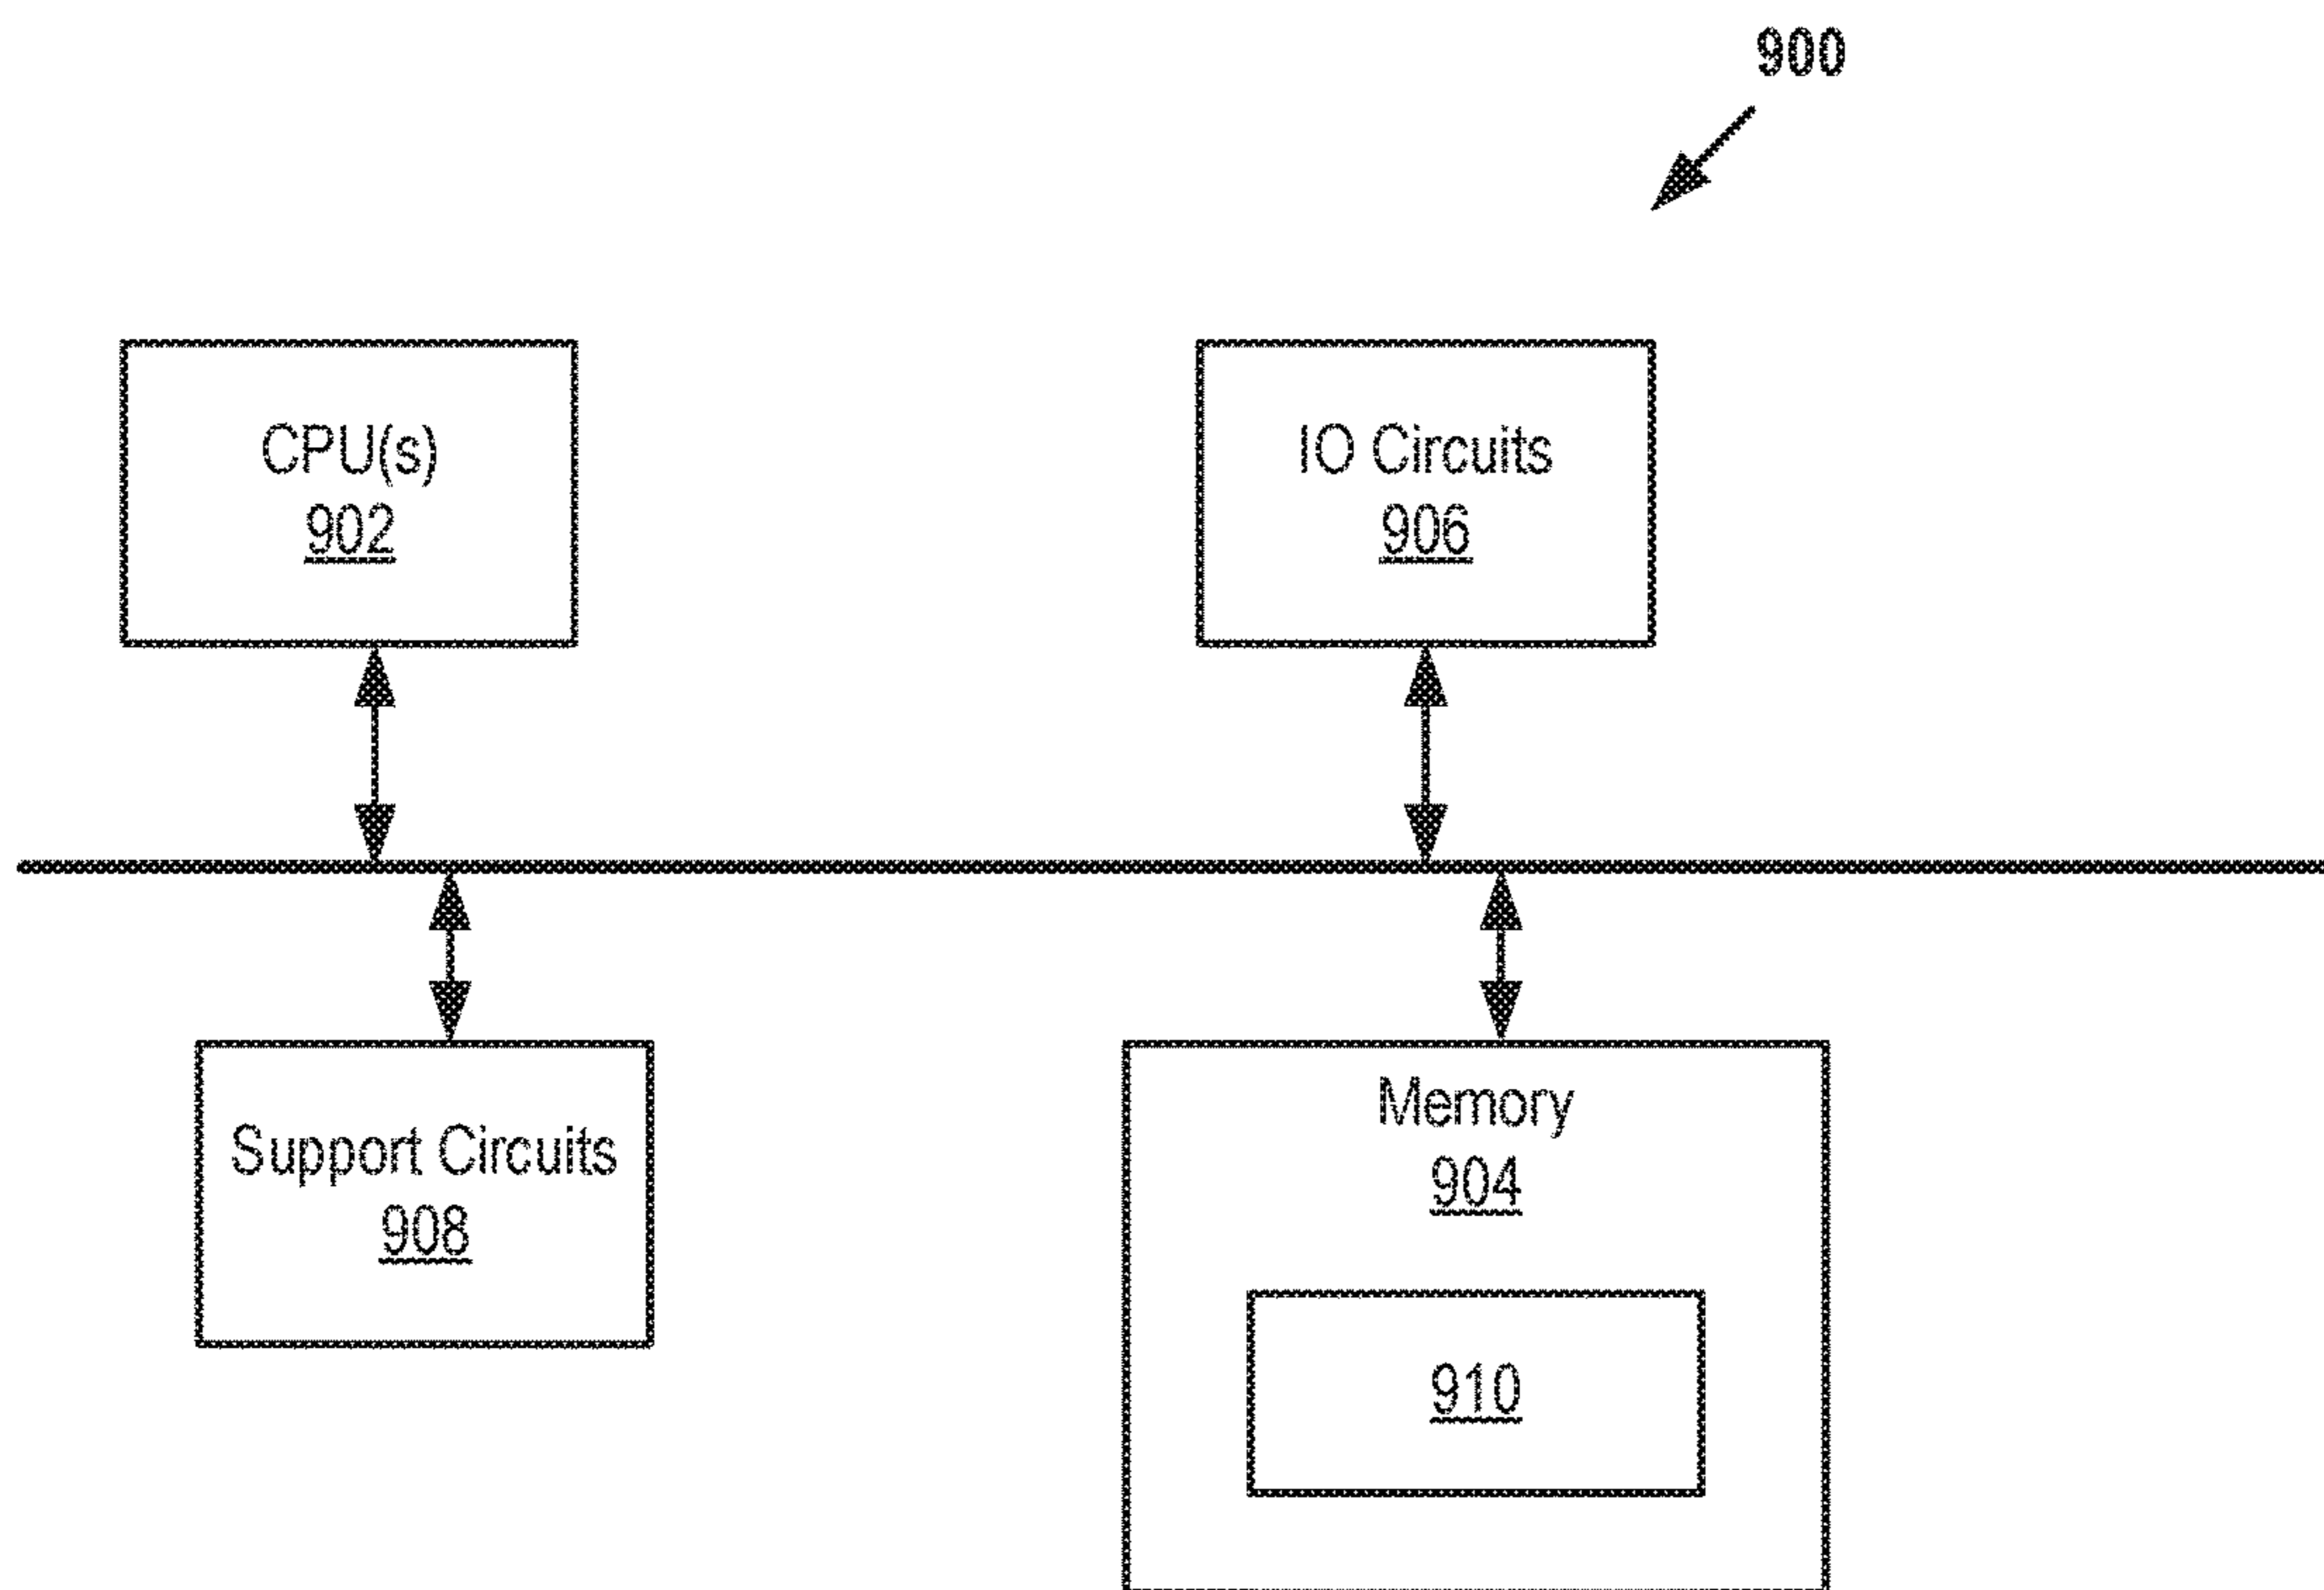 900
CPU(s)
902
IO Circuits
906
Support Circuits
908
Memory
904
910